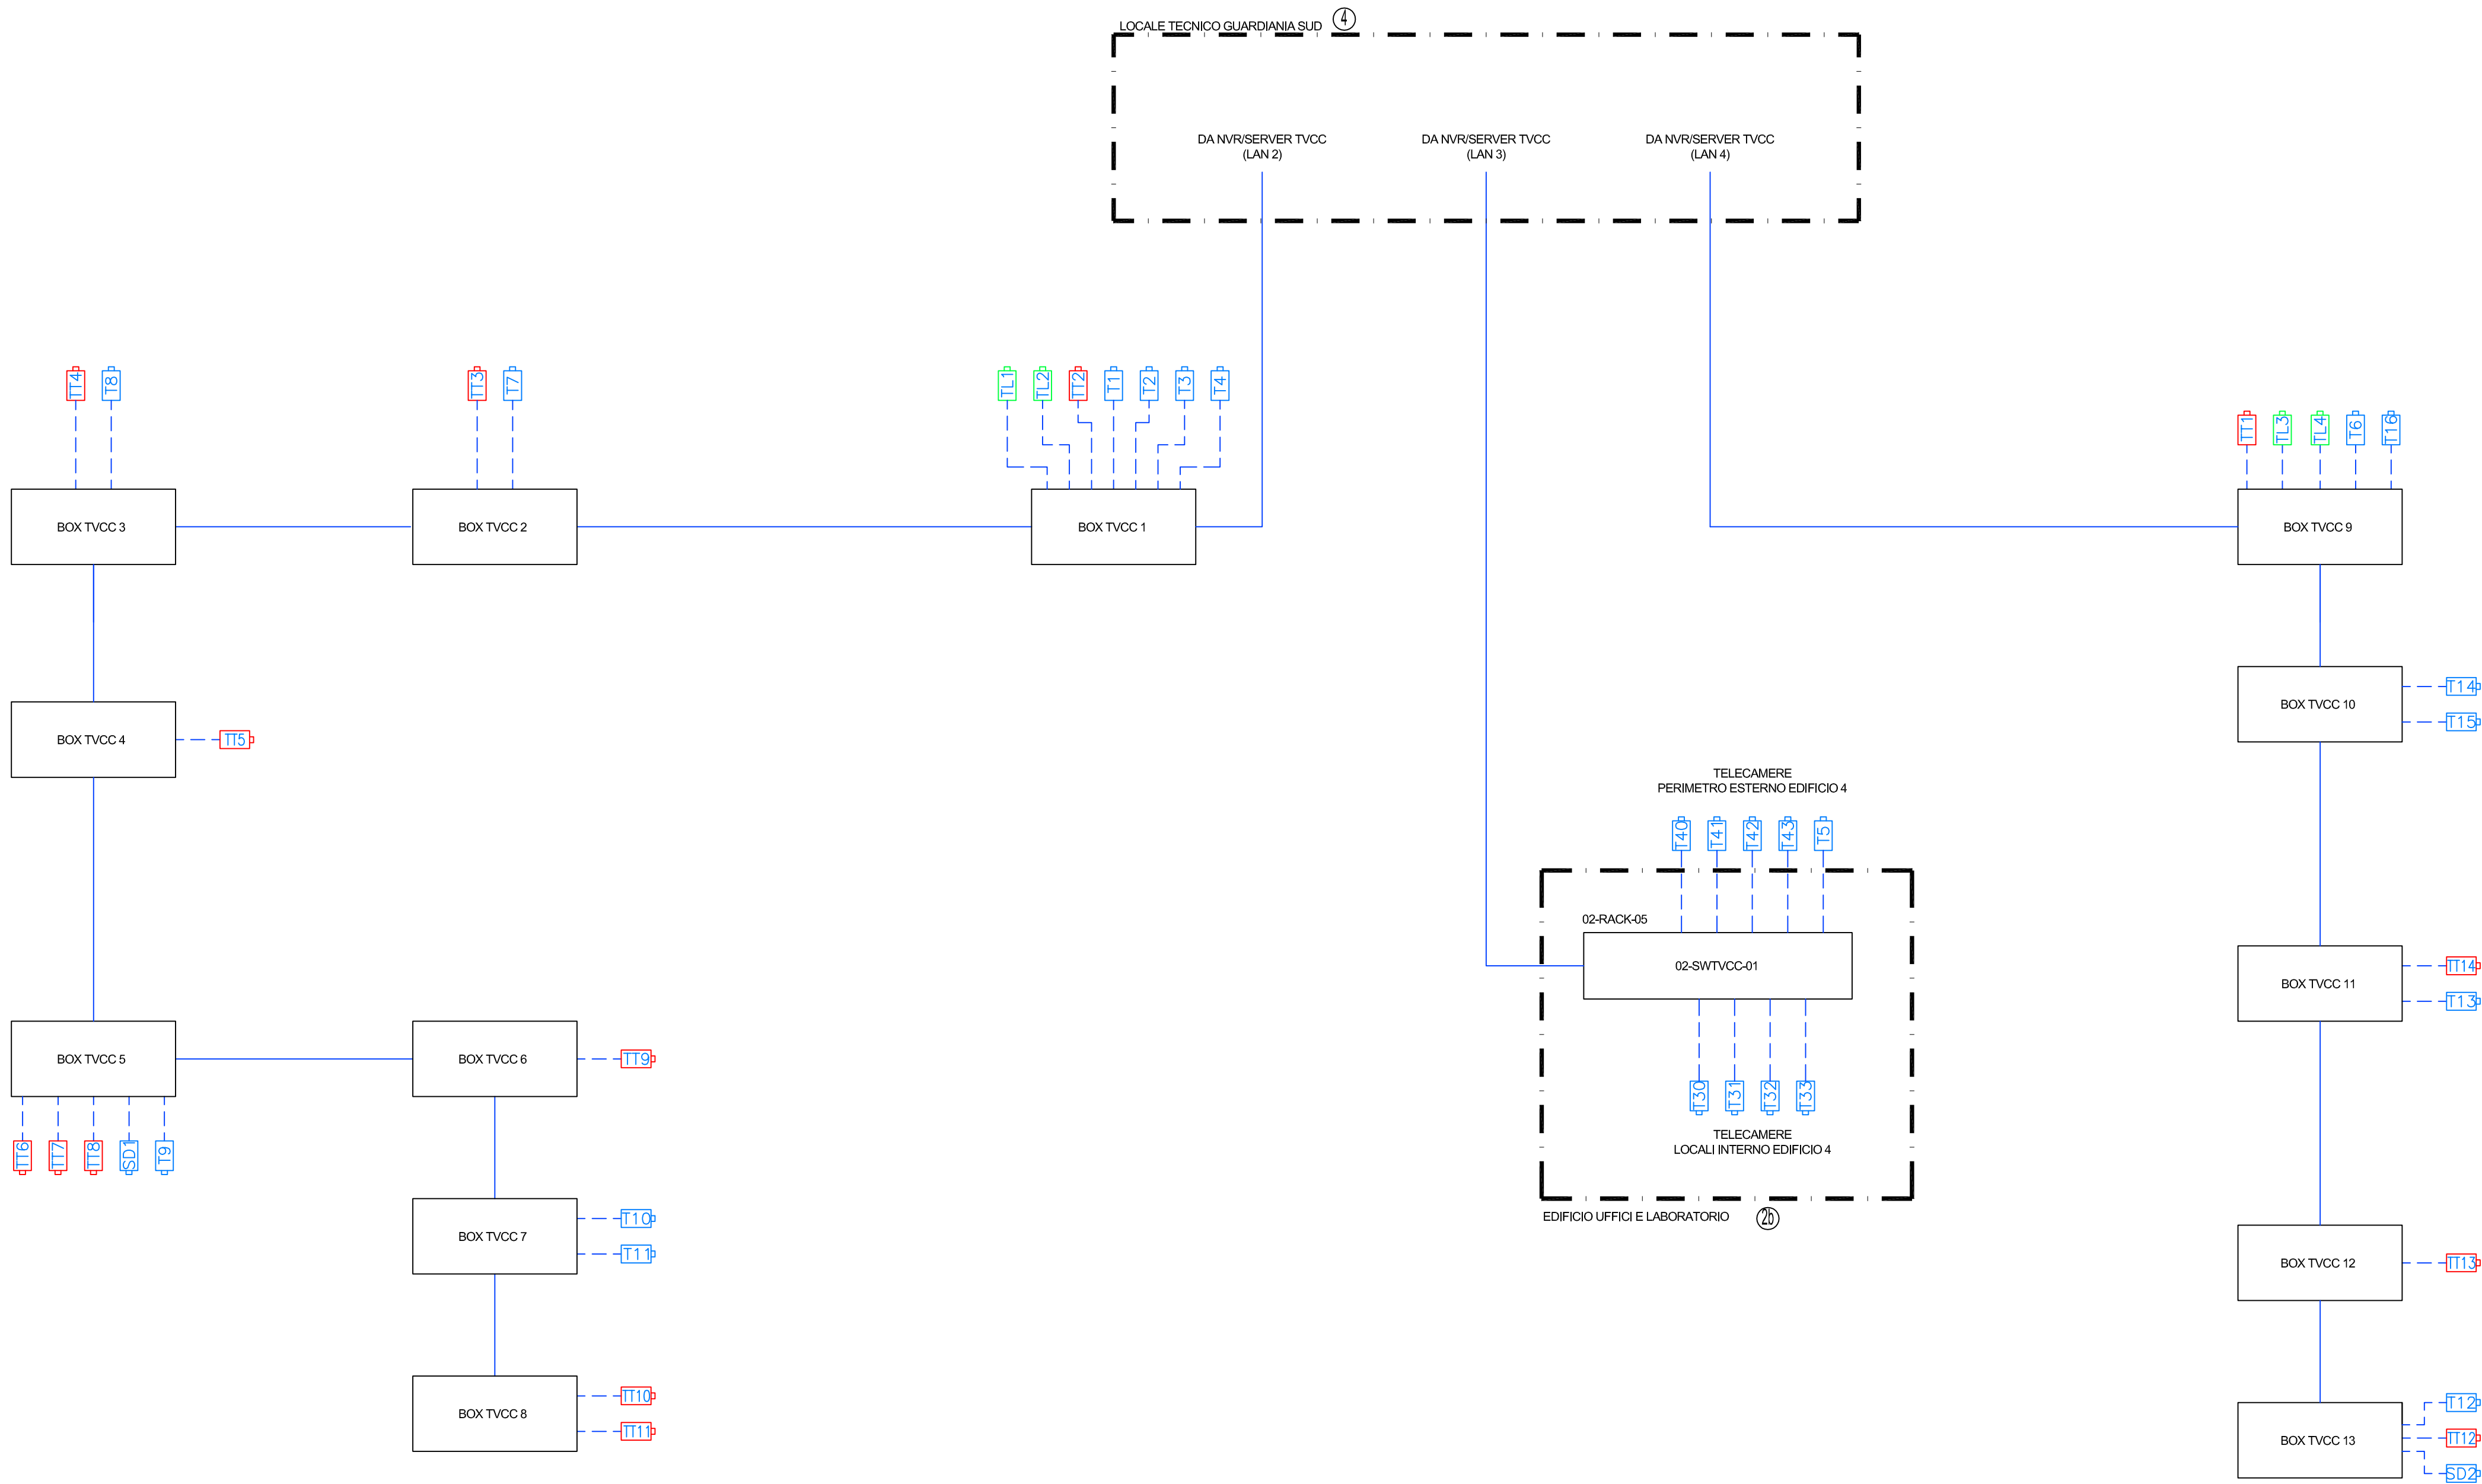 LOCALE TECNICO GUARDIANIA SUD 4
DA NVR/SERVER TVCC
(LAN 2)
DA NVR/SERVER TVCC
(LAN 3)
DA NVR/SERVER TVCC
(LAN 4)
TT4
T8
TT3
T7
TL1
TL2
TT2
T1
T2
T3
T4
TT1
TL3
TL4
T6
T16
BOX TVCC 3
BOX TVCC 2
BOX TVCC 1
BOX TVCC 9
BOX TVCC 4
TT5
BOX TVCC 10
T14
T15
TELECAMERE
PERIMETRO ESTERNO EDIFICIO 4
T40
T41
T42
T43
T5
02-RACK-05
02-SWTVCC-01
BOX TVCC 11
TT14
T13
BOX TVCC 5
BOX TVCC 6
TT9
T30
T31
T32
T33
TELECAMERE
LOCALI INTERNO EDIFICIO 4
EDIFICIO UFFICI E LABORATORIO 2b
TT6
TT7
TT8
SD1
T9
BOX TVCC 7
T10
T11
BOX TVCC 12
TT13
BOX TVCC 8
TT10
TT11
BOX TVCC 13
T12
TT12
SD2